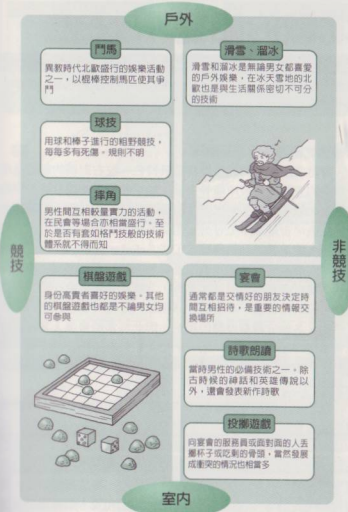 戶外
鬥馬
異教時代北歐盛行的娛樂活動
之一，以棍棒控制馬匹使其爭
鬥
球技
用球和棒子進行的粗野競技，
每每多有死傷。規則不明
摔角
男性間互相較量實力的活動，
在民會等場合亦相當盛行。至
於是否有套如格鬥技般的技術
體系就不得而知
滑雪、溜冰
滑雪和溜冰是無論男女都喜愛
的戶外娛樂，在冰天雪地的北
歐也是與生活關係密切不可分
的技術
競技
非競技
棋盤遊戲
身份高貴者喜好的娛樂。其他
的棋盤遊戲也都是不論男女均
可參與
宴會
通常都是交情好的朋友決定時
間互相招待，是重要的情報交
換場所
詩歌朗讀
當時男性的必備技術之一。除
古時候的神話和英雄傳說以
外，還會發表新作詩歌
投擲遊戲
向宴會的服務員或面對面的人丟
擲杯子或吃剩的骨頭，當然發展
成衝突的情況也相當多
室內